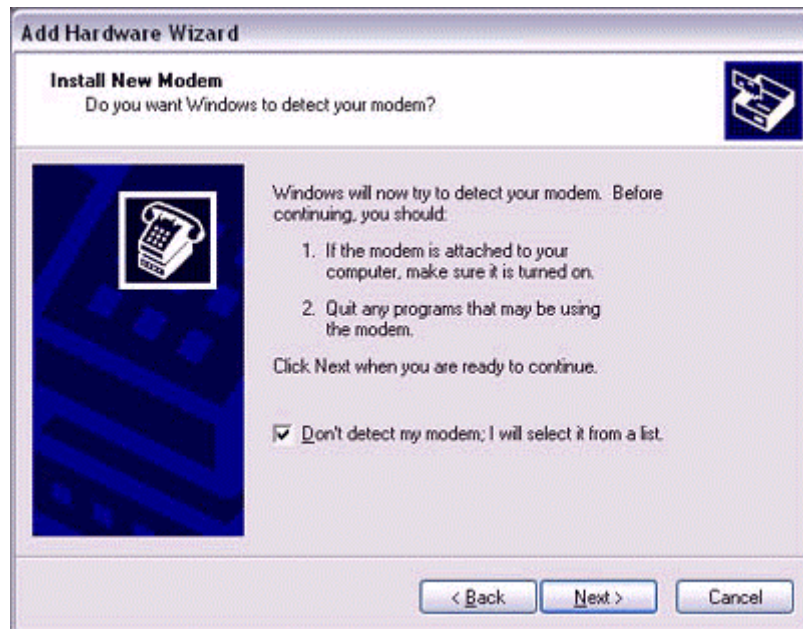 Add Hardware Wizard
Install New Modem
Do you want Windows to detect your modem?
Windows will now try to detect your modem. Before
continuing, you should:
1. If the modem is attached to your
computer, make sure it is turned on.
2. Quit any programs that may be using
the modem.
Click Next when you are ready to continue.
Don't detect my modem; I will select it from a list.
< Back Next > Cancel